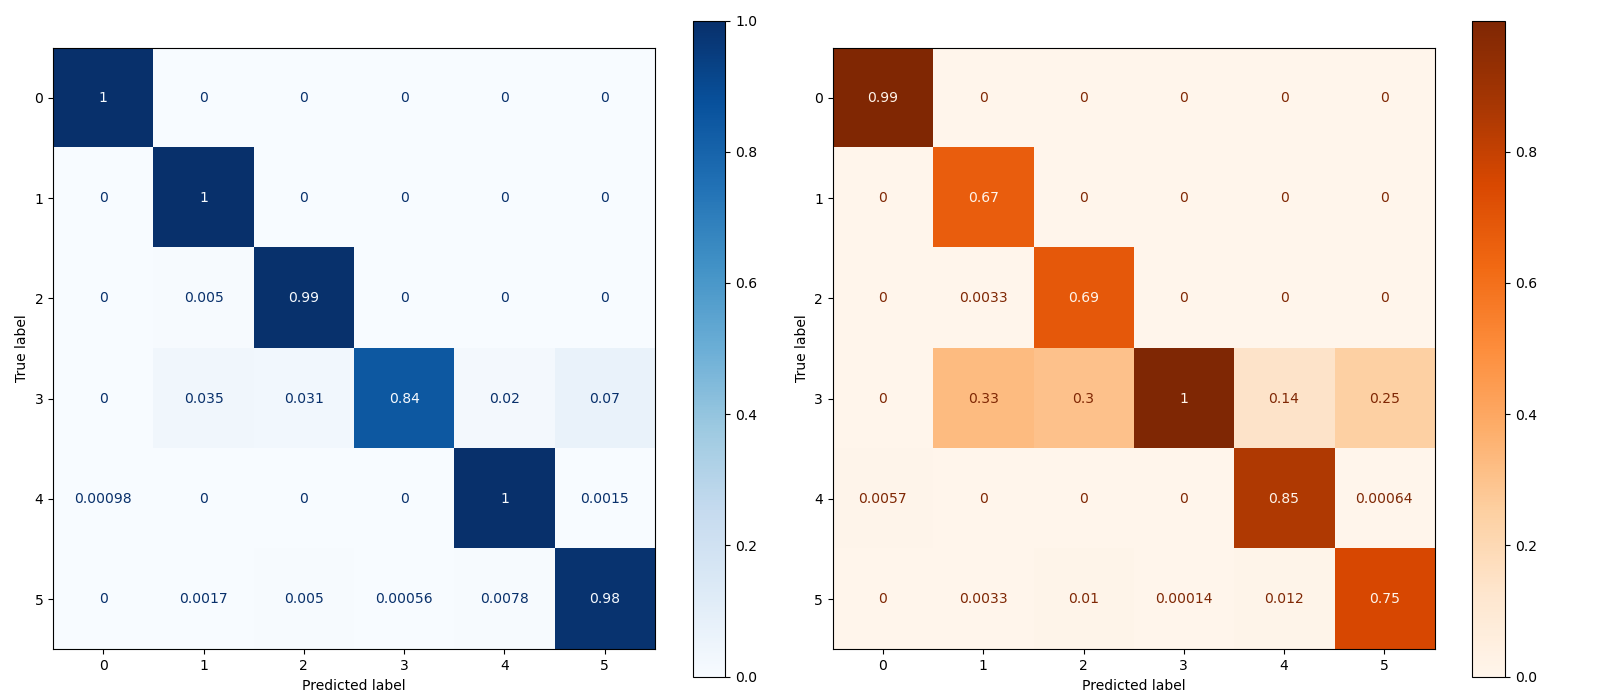 1.0
0 1 0 0 0 0 0 0 0.99 0 0 0 0 0
0.8 0.8
1 0 1 0 0 0 0 1 0 0.67 0 0 0 0
2 0 0.005 0.99 0 0 0 2 0 0.0033 0.69 0 0 0
0.6 0.6
True label True label
3 0 0.035 0.031 0.84 0.02 0.07 3 0 0.33 0.3 1 0.14 0.25
0.4 0.4
4 0.00098 0 0 0 1 0.0015 4 0.0057 0 0 0 0.85 0.00064
0.2 0.2
5 0 0.0017 0.005 0.00056 0.0078 0.98 5 0 0.0033 0.01 0.00014 0.012 0.75
0 1 2 3 4 5 0.0 0 1 2 3 4 5 0.0
Predicted label Predicted label